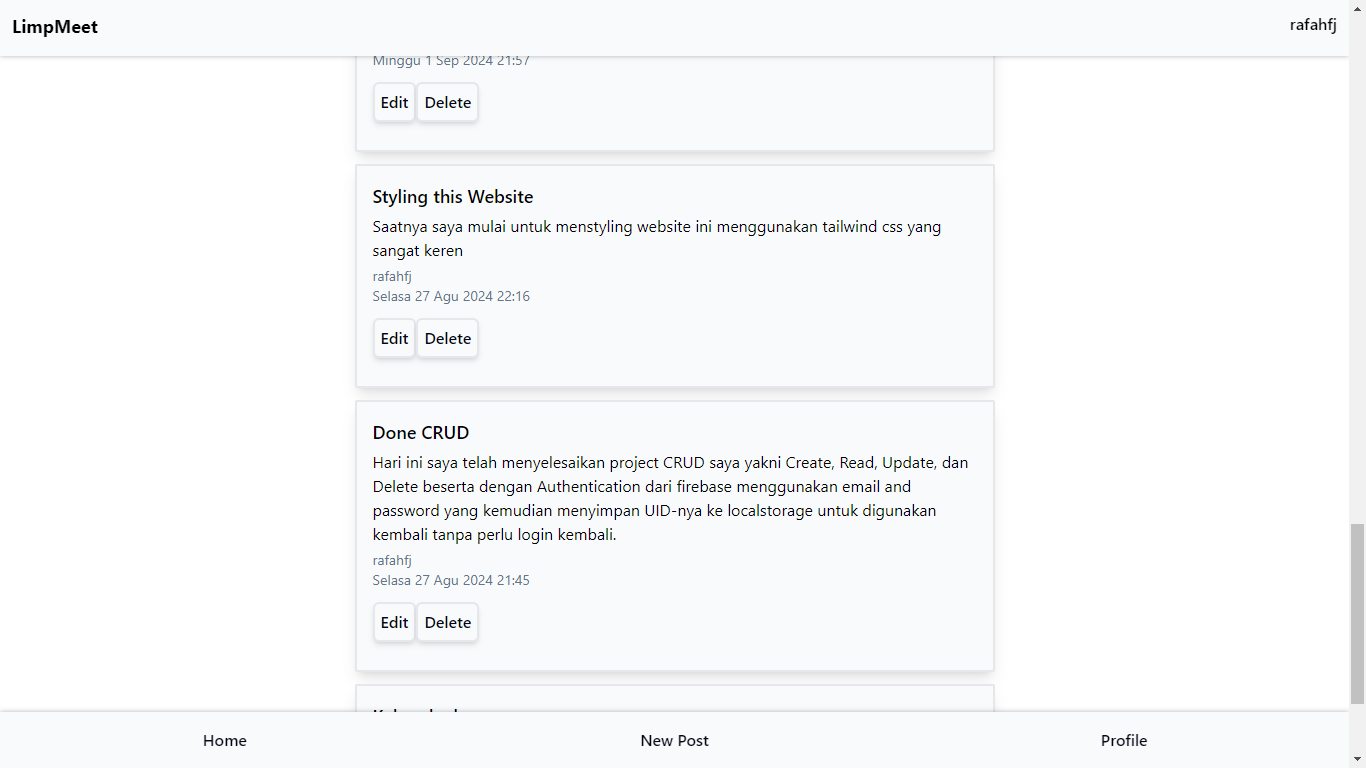 LimpMeet
rafahfj
Minggu 1 Sep 2024 21:57
Edit Delete
Styling this Website
Saatnya saya mulai untuk menstyling website ini menggunakan tailwind css yang
sangat keren
rafahfj
Selasa 27 Agu 2024 22:16
Edit Delete
Done CRUD
Hari ini saya telah menyelesaikan project CRUD saya yakni Create, Read, Update, dan
Delete beserta dengan Authentication dari firebase menggunakan email and
password yang kemudian menyimpan UID-nya ke localstorage untuk digunakan
kembali tanpa perlu login kembali.
rafahfj
Selasa 27 Agu 2024 21:45
Edit Delete
Home New Post Profile